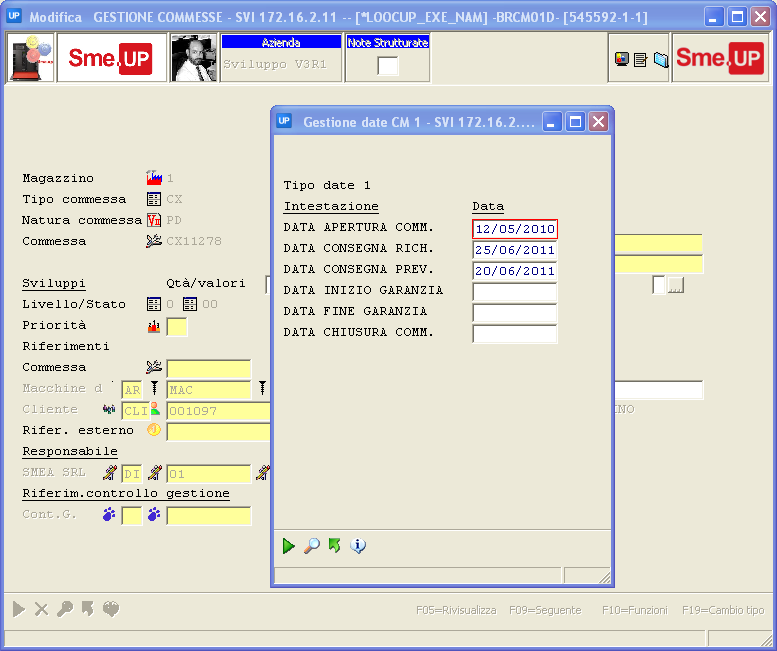 UP Modifica GESTIONE COMMESSE - SVI 172.16.2.11 -- [*LOOCUP_EXE_NAM] -BRCM01D- [545592-1-1]
Sme.UP
Azienda
Sviluppo V3R1
Note Strutturate
Sme.UP
UP Gestione date CM 1 - SVI 172.16.2....
Tipo date 1
Intestazione Data
DATA APERTURA COMM. 12/05/2010
DATA CONSEGNA RICH. 25/06/2011
DATA CONSEGNA PREV. 20/06/2011
DATA INIZIO GARANZIA
DATA FINE GARANZIA
DATA CHIUSURA COMM.
Magazzino 1
Tipo commessa CX
Natura commessa PD
Commessa CX11278
Sviluppi Qtà/valori
Livello/Stato 0 00
Priorità
Riferimenti
Commessa
Macchine d AR MAC
Cliente CLI 001097 INO
Rifer. esterno
Responsabile
SMEA SRL DI 01
Riferim.controllo gestione
Cont.G.
F05=Rivisualizza F09=Seguente F10=Funzioni F19=Cambio tipo